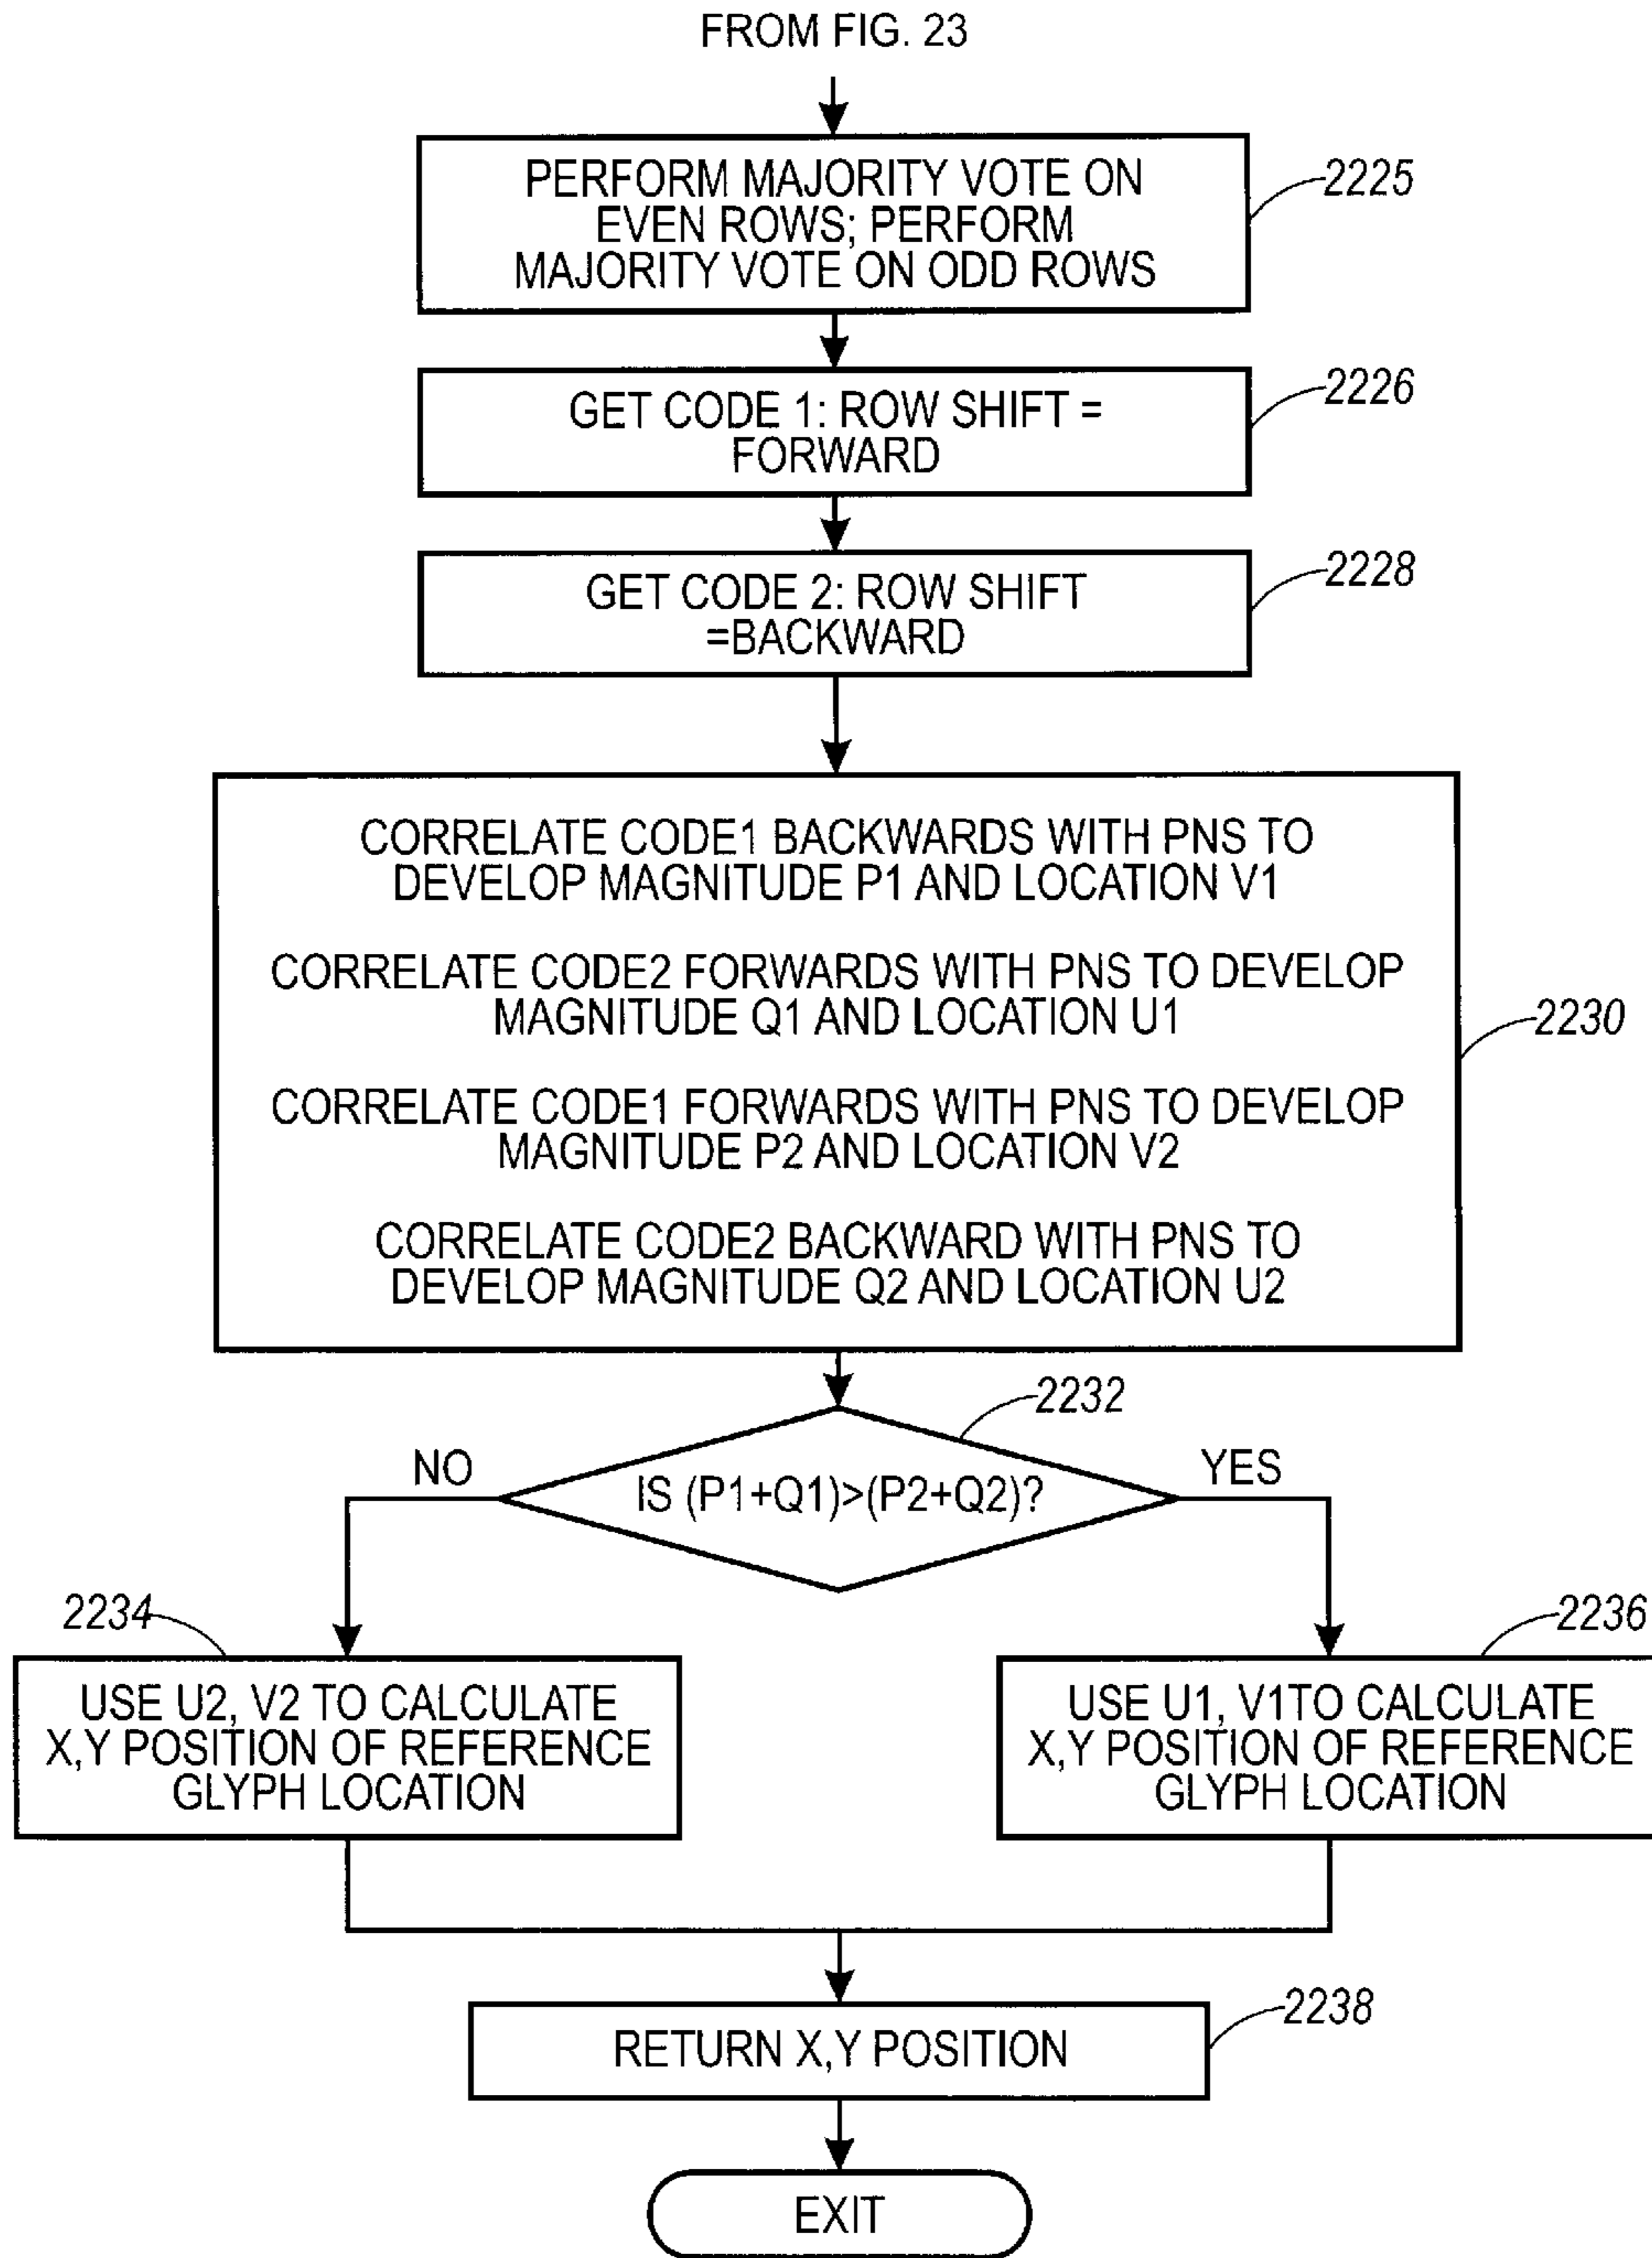 FROM FIG. 23
PERFORM MAJORITY VOTE ON
EVEN ROWS; PERFORM
MAJORITY VOTE ON ODD ROWS
2225
GET CODE 1: ROW SHIFT =
FORWARD
2226
GET CODE 2: ROW SHIFT
=BACKWARD
2228
CORRELATE CODE1 BACKWARDS WITH PNS TO
DEVELOP MAGNITUDE P1 AND LOCATION V1
CORRELATE CODE2 FORWARDS WITH PNS TO DEVELOP
MAGNITUDE Q1 AND LOCATION U1
CORRELATE CODE1 FORWARDS WITH PNS TO DEVELOP
MAGNITUDE P2 AND LOCATION V2
CORRELATE CODE2 BACKWARD WITH PNS TO
DEVELOP MAGNITUDE Q2 AND LOCATION U2
2230
2232
NO
IS (P1+Q1)>(P2+Q2)?
YES
2234
USE U2, V2 TO CALCULATE
X,Y POSITION OF REFERENCE
GLYPH LOCATION
2236
USE U1, V1TO CALCULATE
X,Y POSITION OF REFERENCE
GLYPH LOCATION
2238
RETURN X,Y POSITION
EXIT